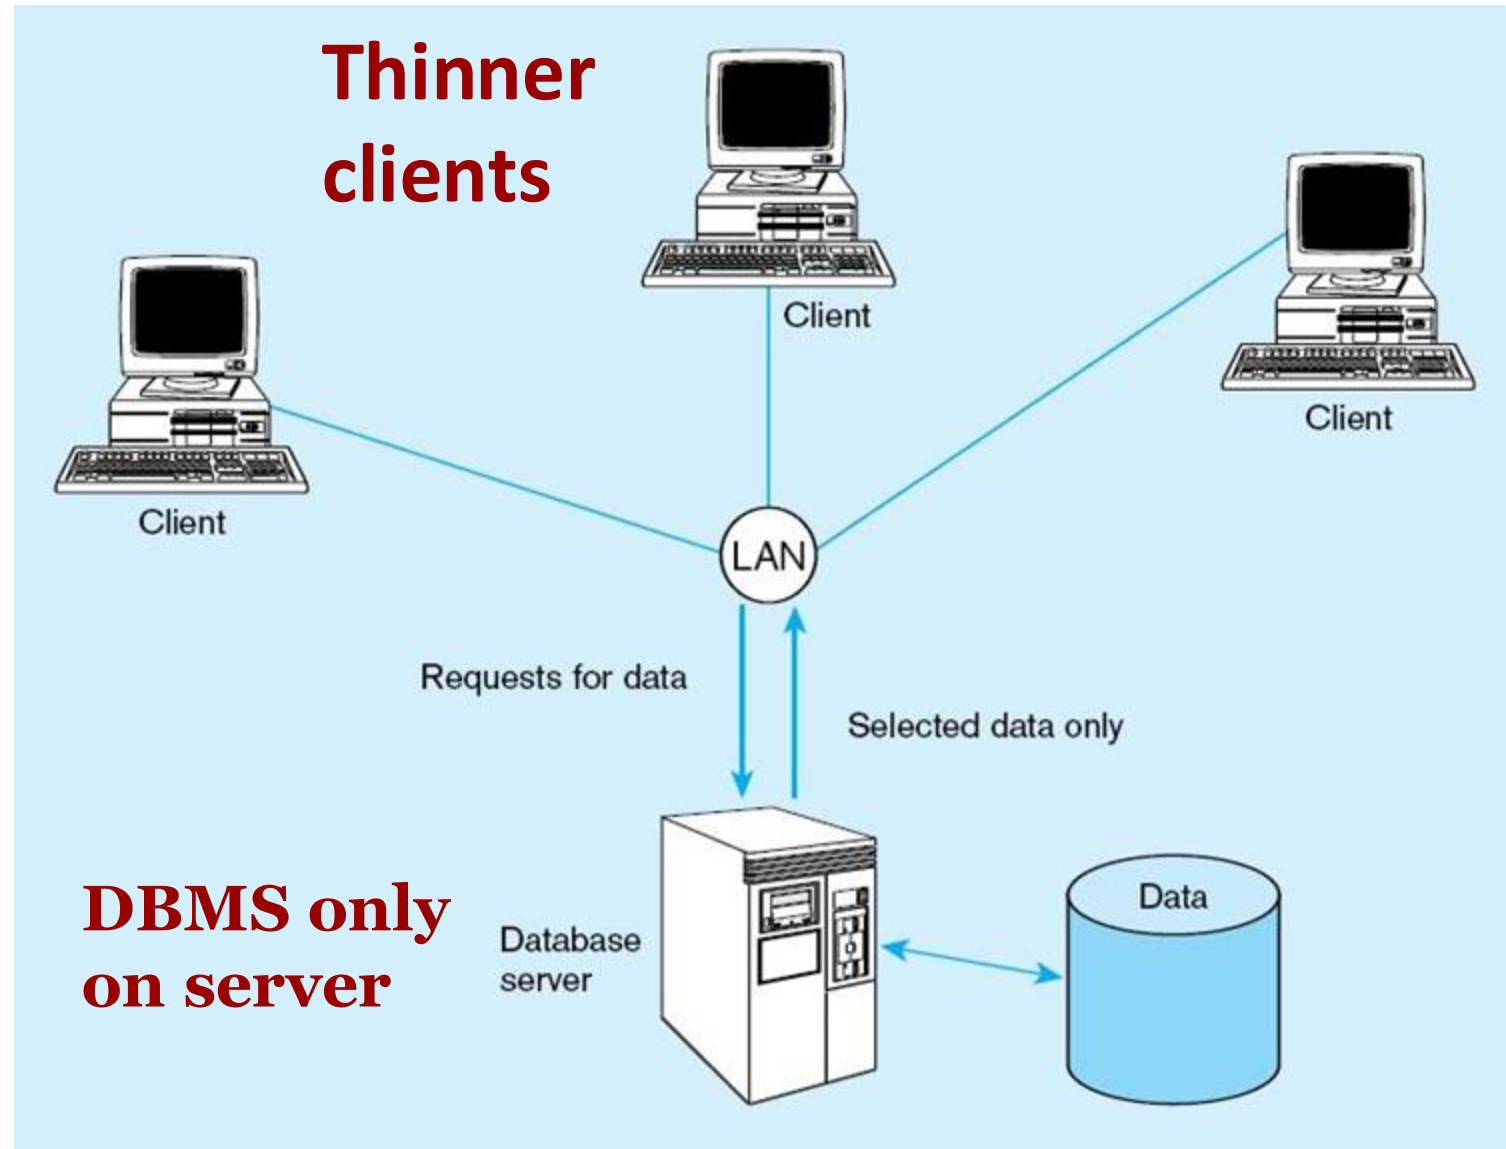 Thinner
clients
Client
Client
Client
LAN
Requests for data
Selected data only
DBMS only
on server
Database
server
Data